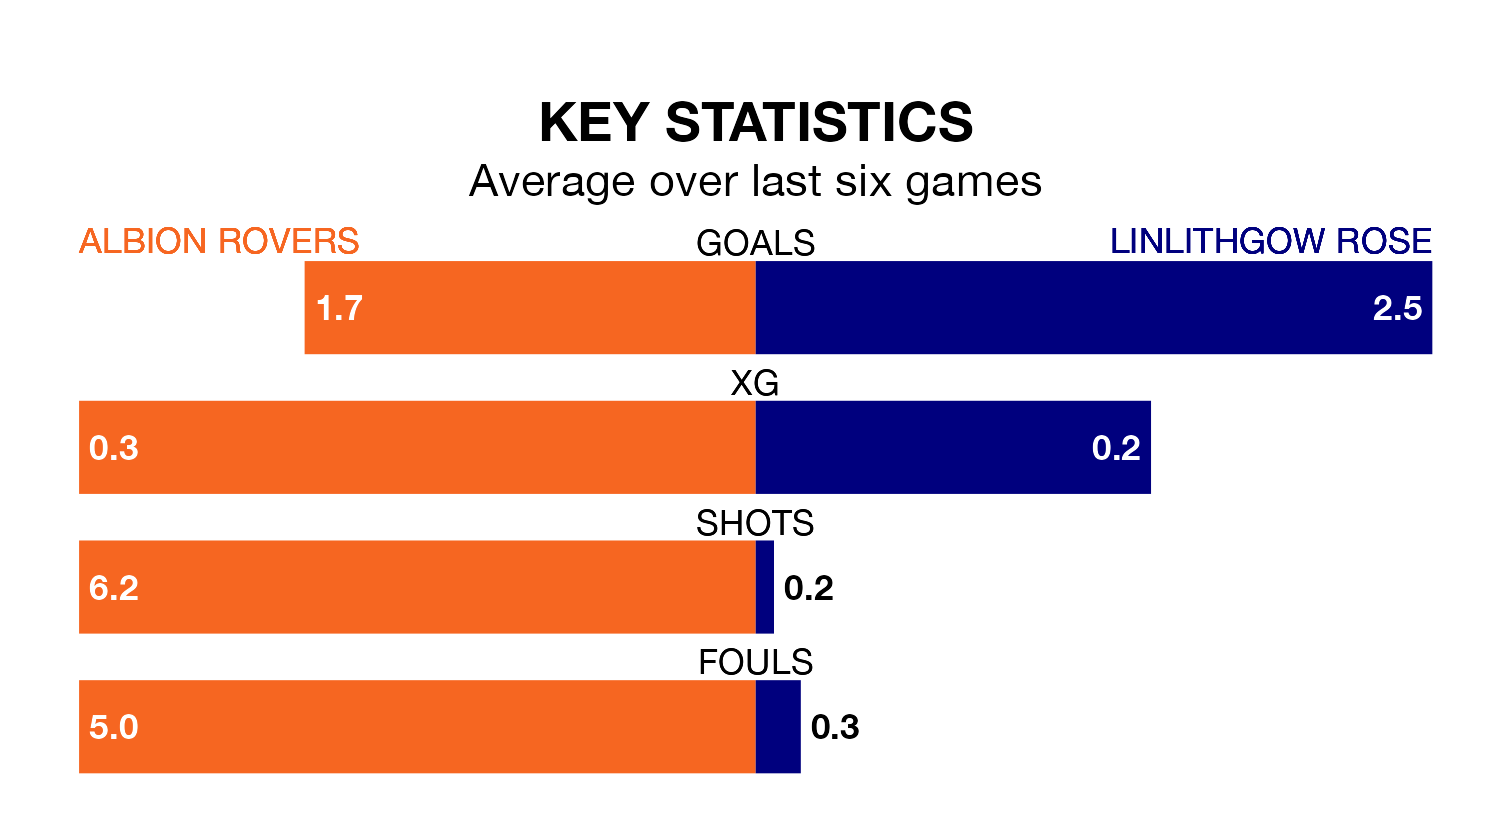 KEY STATISTICS
Average over last six games
ALBION ROVERS GOALS LINLITHGOW ROSE
1.7 2.5
XG
0.3 0.2
SHOTS
6.2 0.2
FOULS
5.0 0.3